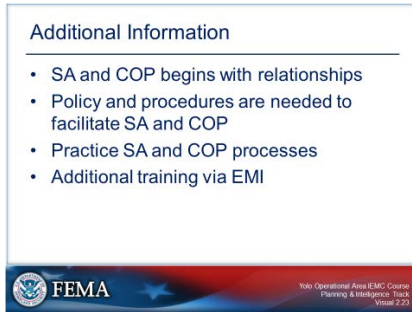 Additional Information
• SA and COP begins with relationships
• Policy and procedures are needed to
facilitate SA and COP
• Practice SA and COP processes
• Additional training via EMI
FEMA
Yolo Operational Area IEMC Course
Planning & Intelligence Track
Visual 2.23